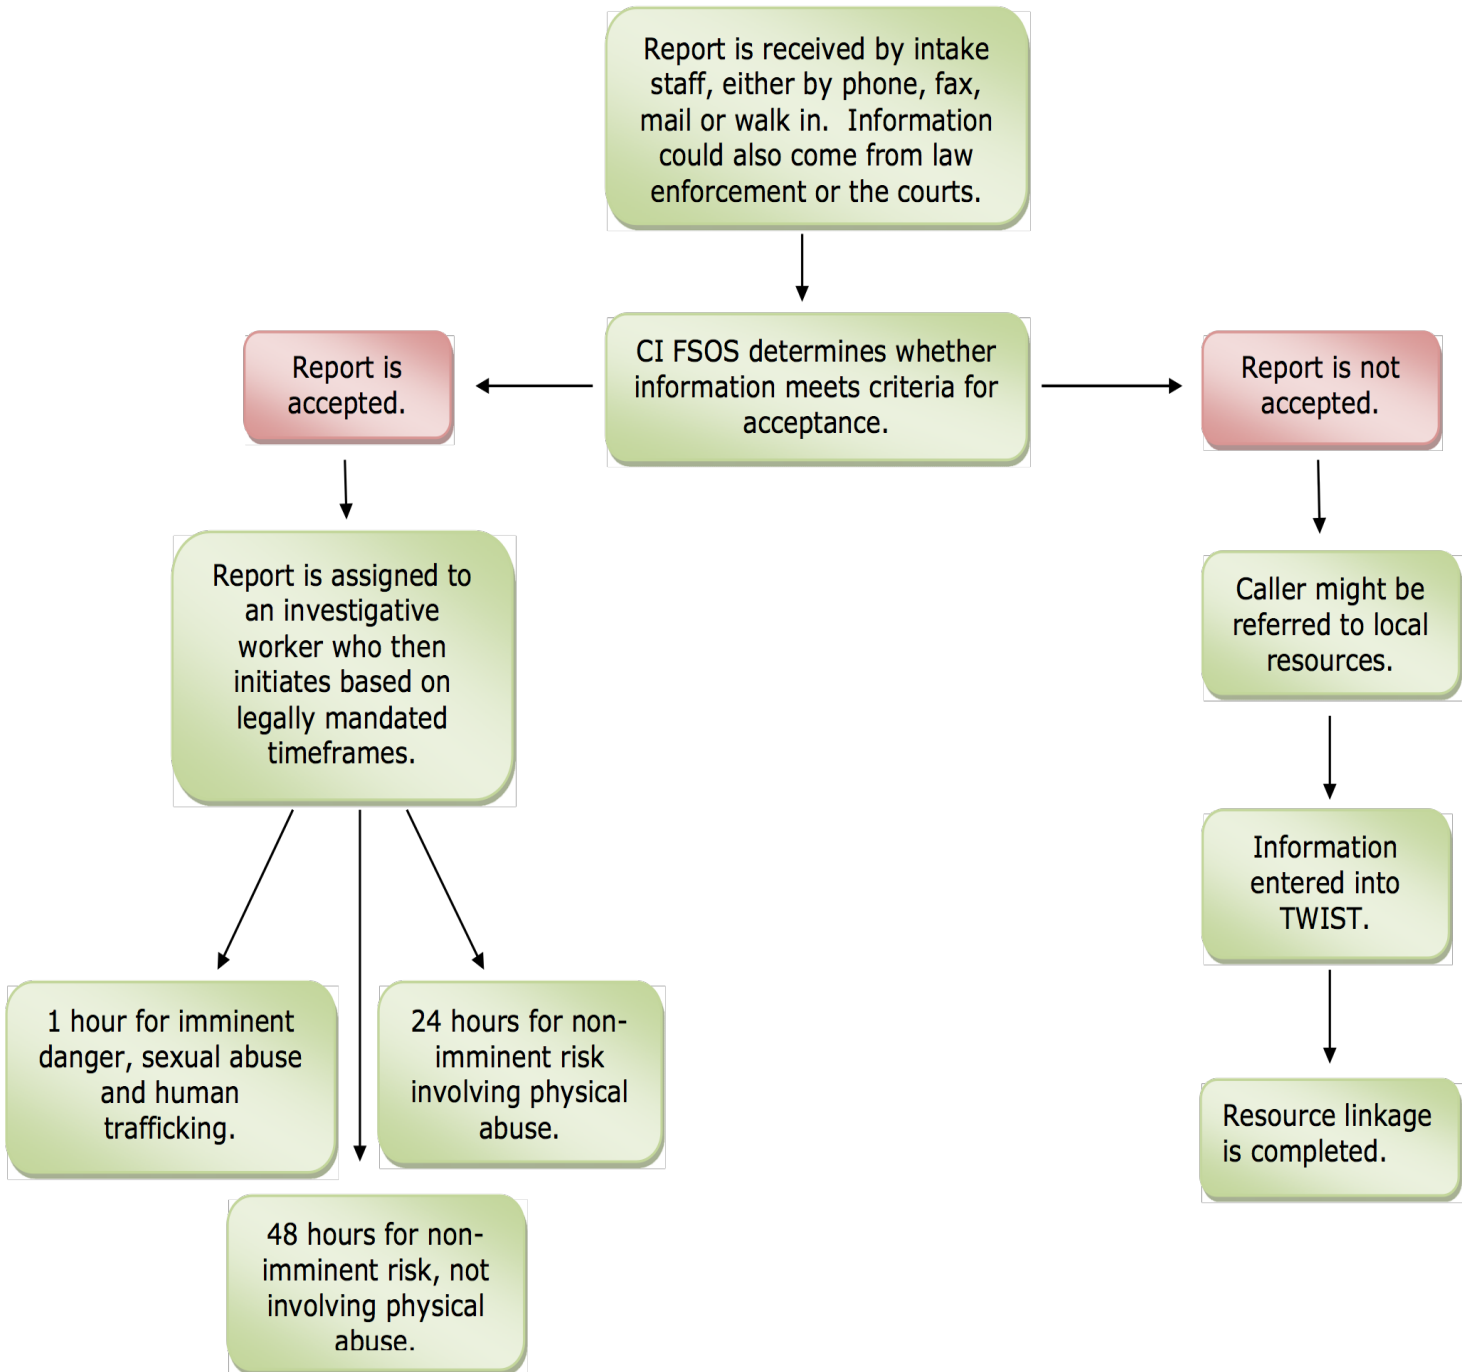 Report is received by intake
staff, either by phone, fax,
mail or walk in.  Information
could also come from law
enforcement or the courts.
CI FSOS determines whether
information meets criteria for
acceptance.
Report is
accepted.
Report is not
accepted.
Report is assigned to
an investigative
worker who then
initiates based on
legally mandated
timeframes.
Caller might be
referred to local
resources.
Information
entered into
TWIST.
1 hour for imminent
danger, sexual abuse
and human
trafficking.
24 hours for non-
imminent risk
involving physical
abuse.
Resource linkage
is completed.
48 hours for non-
imminent risk, not
involving physical
abuse.